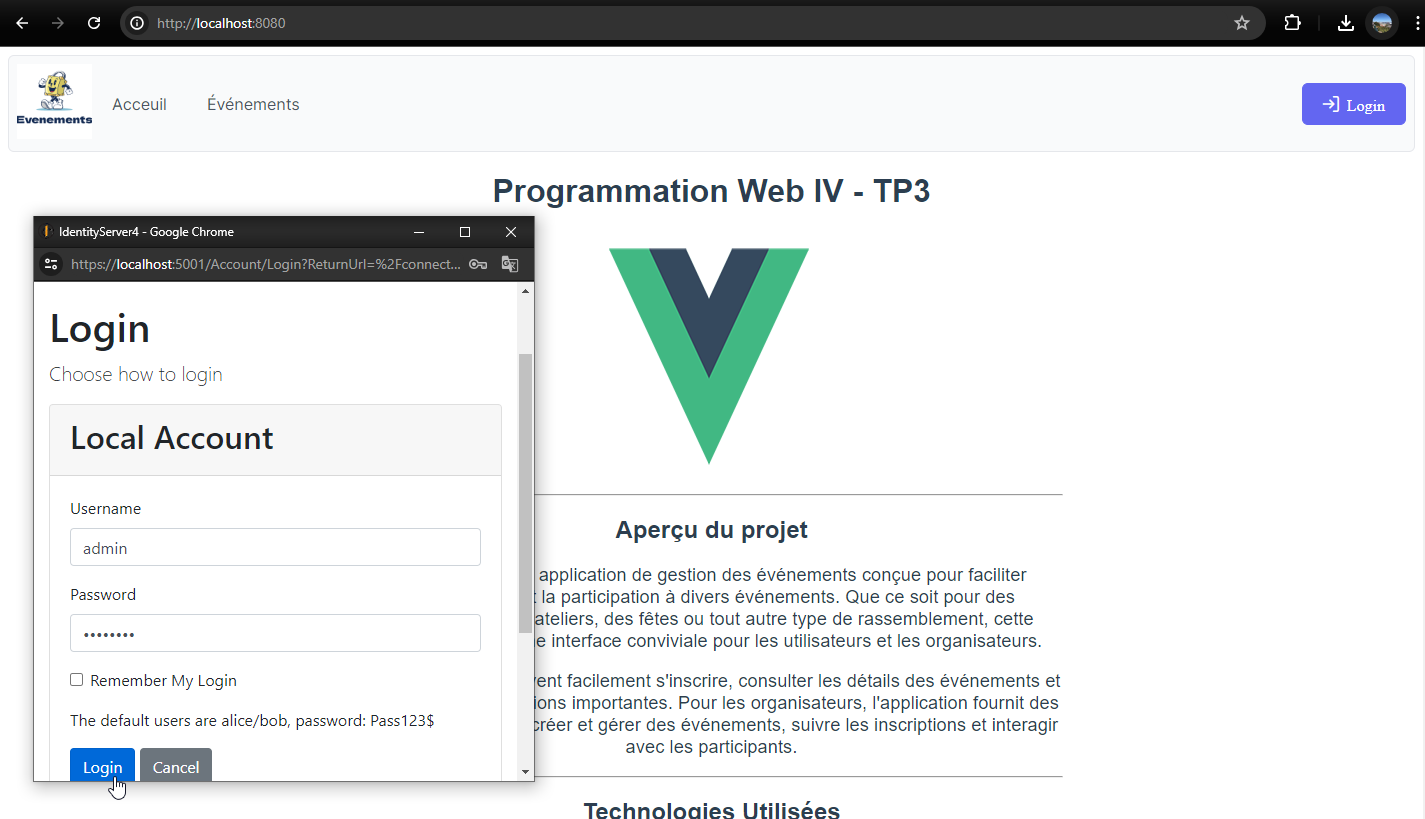 http://localhost:8080
Evenements
Acceuil
Événements
Login
Programmation Web IV - TP3
IdentityServer4 - Google Chrome
https://localhost:5001/Account/Login?ReturnUrl=%2Fconnect...
Login
Choose how to login
Local Account
Username
admin
Password
••••••••
Remember My Login
The default users are alice/bob, password: Pass123$
Login
Cancel
Aperçu du projet
application de gestion des événements conçue pour faciliter
la participation à divers événements. Que ce soit pour des
ateliers, des fêtes ou tout autre type de rassemblement, cette
interface conviviale pour les utilisateurs et les organisateurs.
facilement s'inscrire, consulter les détails des événements et
importantes. Pour les organisateurs, l'application fournit des
créer et gérer des événements, suivre les inscriptions et interagir
avec les participants.
Technologies Utilisées